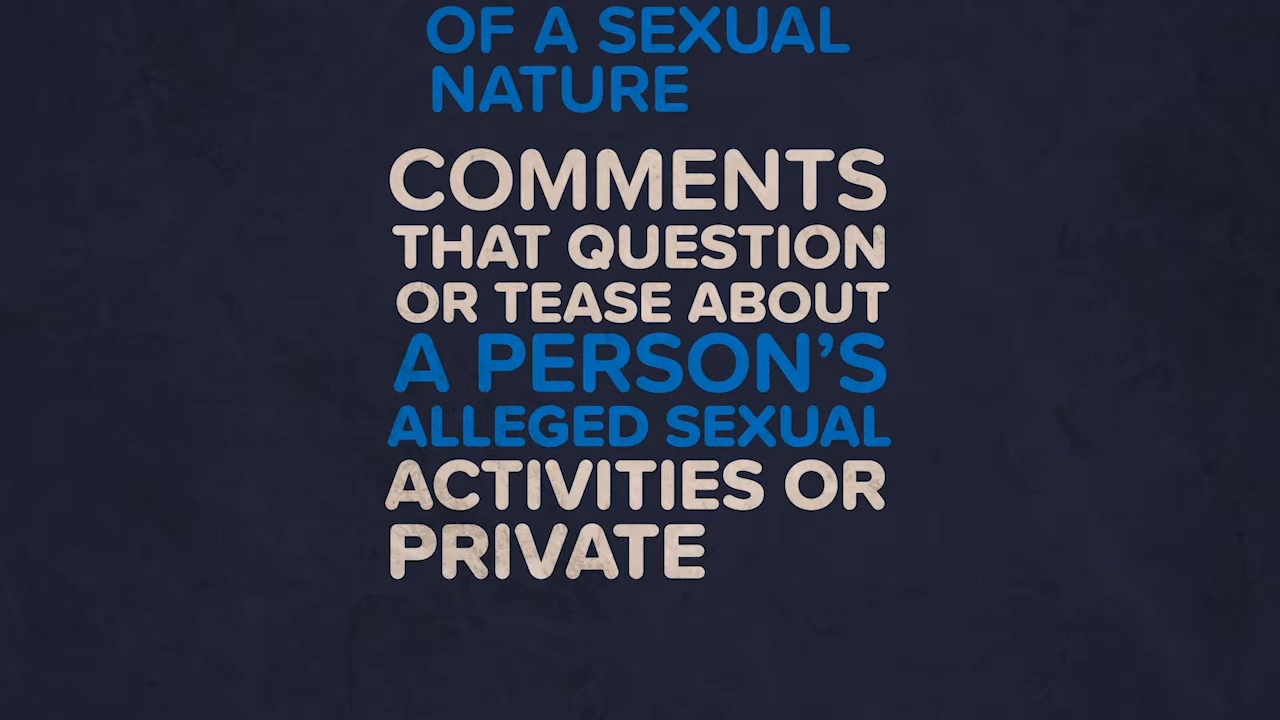 OF A SEXUAL
NATURE
COMMENTS
THAT QUESTION
OR TEASE ABOUT
A PERSON’S
ALLEGED SEXUAL
ACTIVITIES OR
PRIVATE